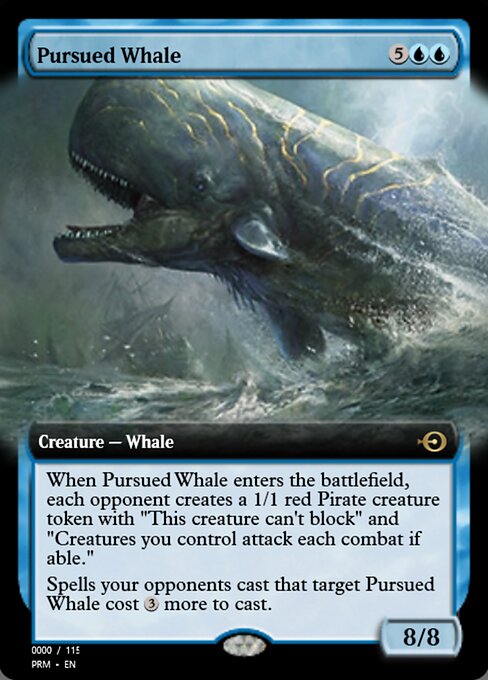 Pursued Whale 5
Creature — Whale
When Pursued Whale enters the battlefield,
each opponent creates a 1/1 red Pirate creature
token with "This creature can't block" and
"Creatures you control attack each combat if
able."
Spells your opponents cast that target Pursued
Whale cost 3 more to cast.
8/8
0000 / 115
PRM • EN